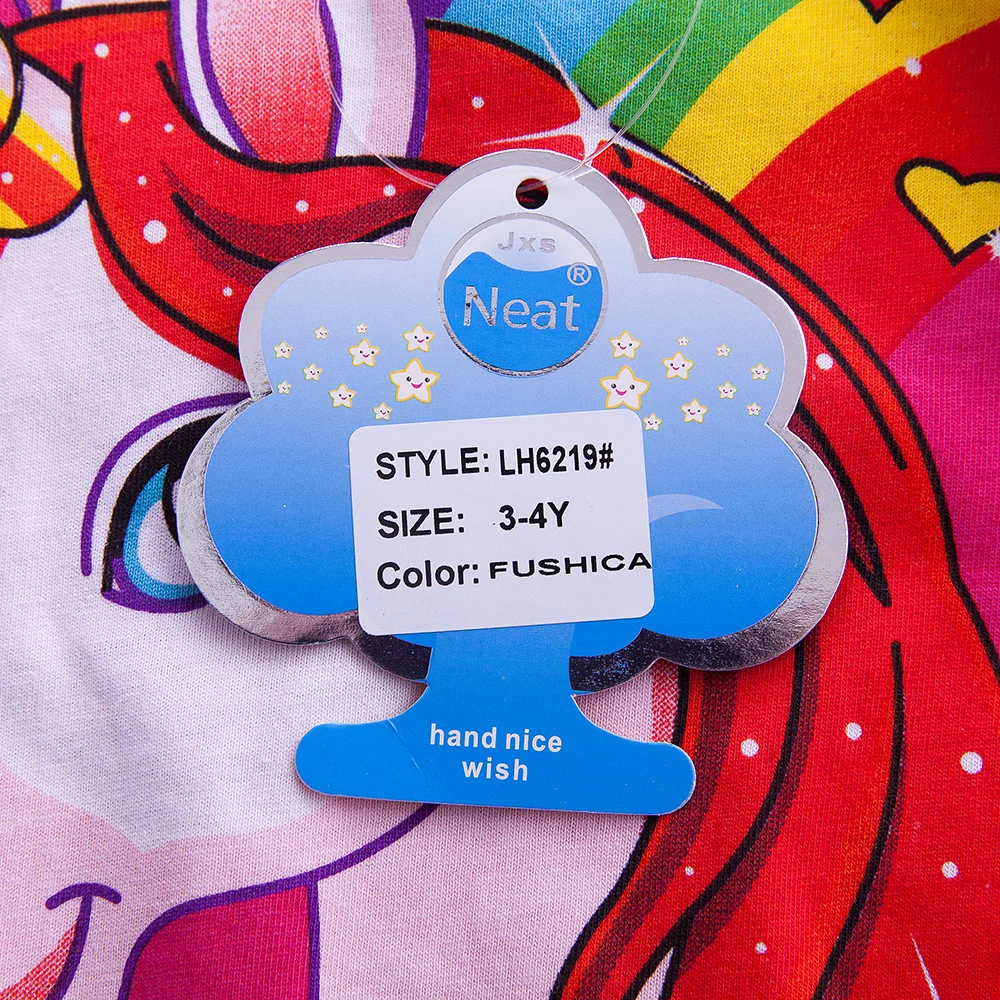 Jxs
Neat®
STYLE: LH6219#
SIZE: 3-4Y
Color: FUSHICA
hand nice
wish